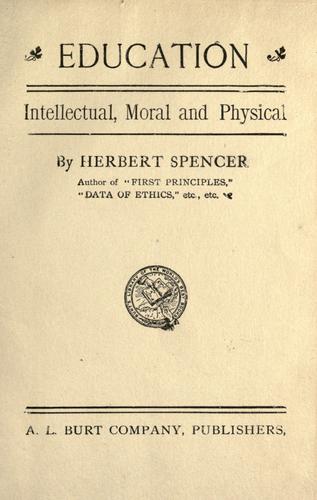 EDUCATION
Intellectual, Moral and Physical
By HERBERT SPENCER
Author of "FIRST PRINCIPLES,"
"DATA OF ETHICS," etc., etc.
A. L. BURT COMPANY, PUBLISHERS,